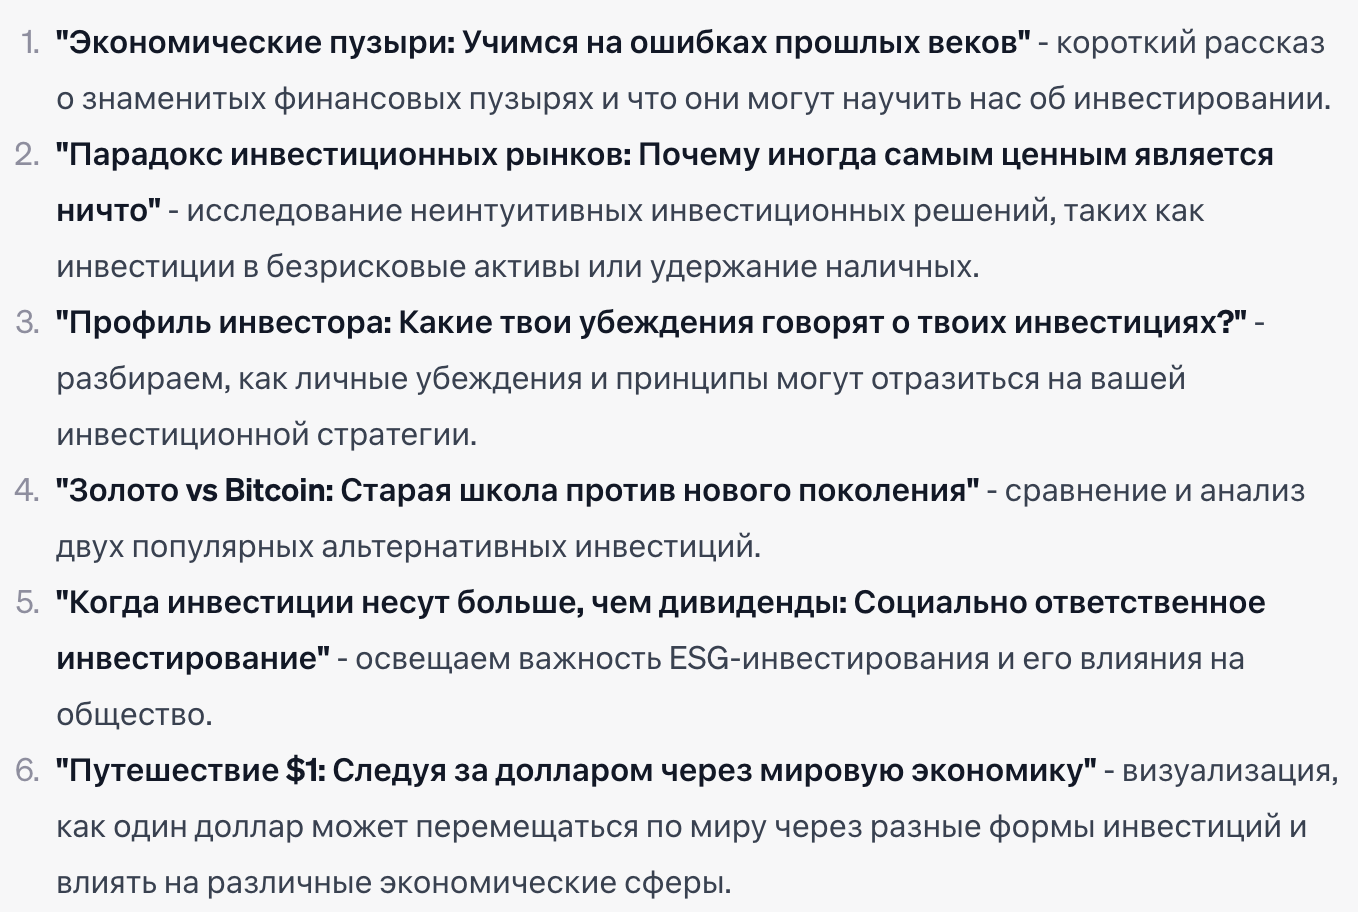 1. "Экономические пузыри: Учимся на ошибках прошлых веков" - короткий рассказ
о знаменитых финансовых пузырях и что они могут научить нас об инвестировании.
2. "Парадокс инвестиционных рынков: Почему иногда самым ценным является
ничто" - исследование неинтуитивных инвестиционных решений, таких как
инвестиции в безрисковые активы или удержание наличных.
3. "Профиль инвестора: Какие твои убеждения говорят о твоих инвестициях?" -
разбираем, как личные убеждения и принципы могут отразиться на вашей
инвестиционной стратегии.
4. "Золото vs Bitcoin: Старая школа против нового поколения" - сравнение и анализ
двух популярных альтернативных инвестиций.
5. "Когда инвестиции несут больше, чем дивиденды: Социально ответственное
инвестирование" - освещаем важность ESG-инвестирования и его влияния на
общество.
6. "Путешествие $1: Следуя за долларом через мировую экономику" - визуализация,
как один доллар может перемещаться по миру через разные формы инвестиций и
влиять на различные экономические сферы.